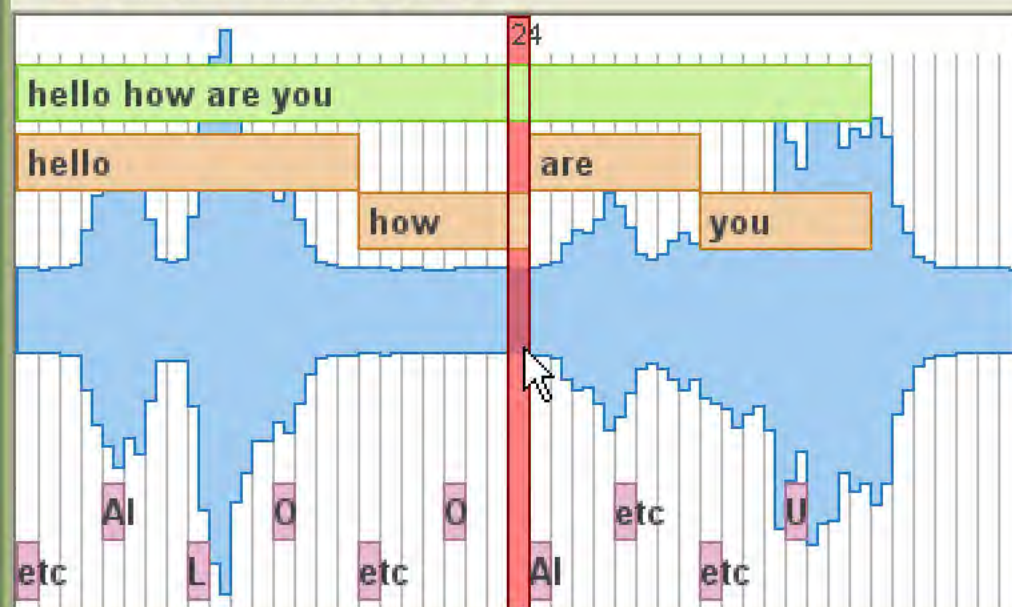 24
hello how are you
hello
are
how
you
AI
O
O
etc
U
etc
L
etc
AI
etc